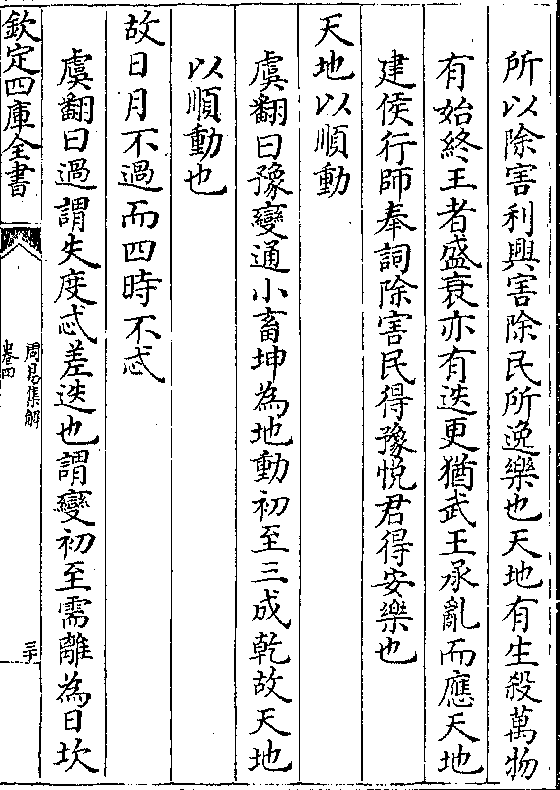 所以除害利興害除民所逸樂也天地有生殺萬物
有始終王者盛衰亦有迭更猶武王承亂而應天地
建侯行師奉詞除害民得豫悅君得安樂也
天地以順動
虞翻曰豫變通小畜坤為地動初至三成乾故天地
以順動也
故日月不過而四時不忒
虞翻曰過謂失度忒差迭也謂變初至需離為日坎
欽定四庫全書
周易集解
卷四